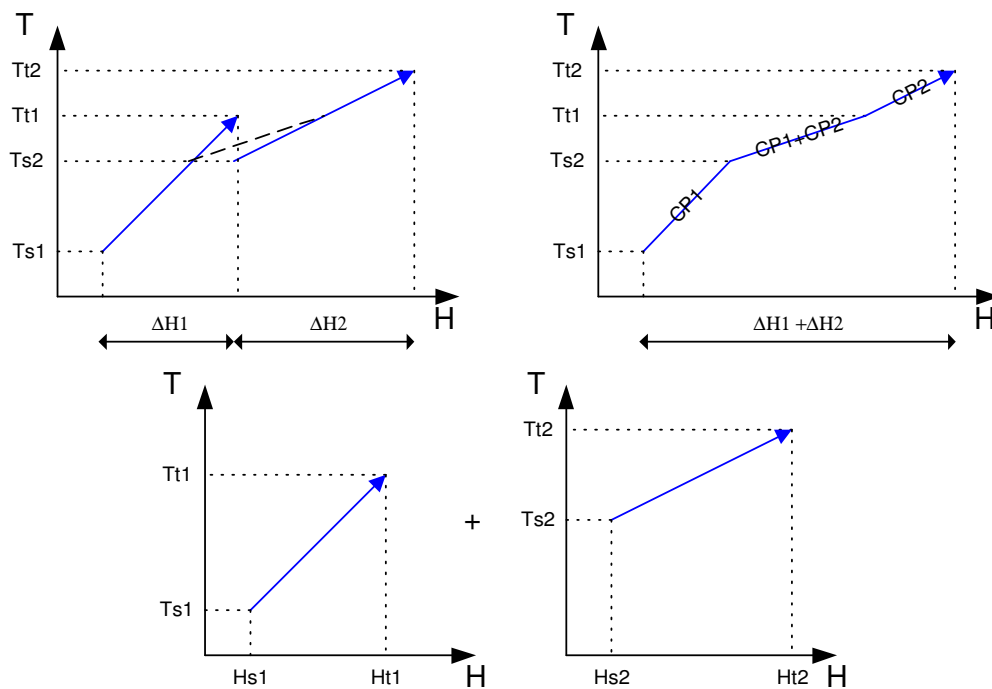 T
Tt2
Tt1
Ts2
Ts1
H
ΔH1
ΔH2
T
Tt2
Tt1
Ts2
Ts1
CP1
CP1+CP2
CP2
H
ΔH1 +ΔH2
T
Tt1
Ts1
Hs1
Ht1
H
+
T
Tt2
Ts2
Hs2
Ht2
H